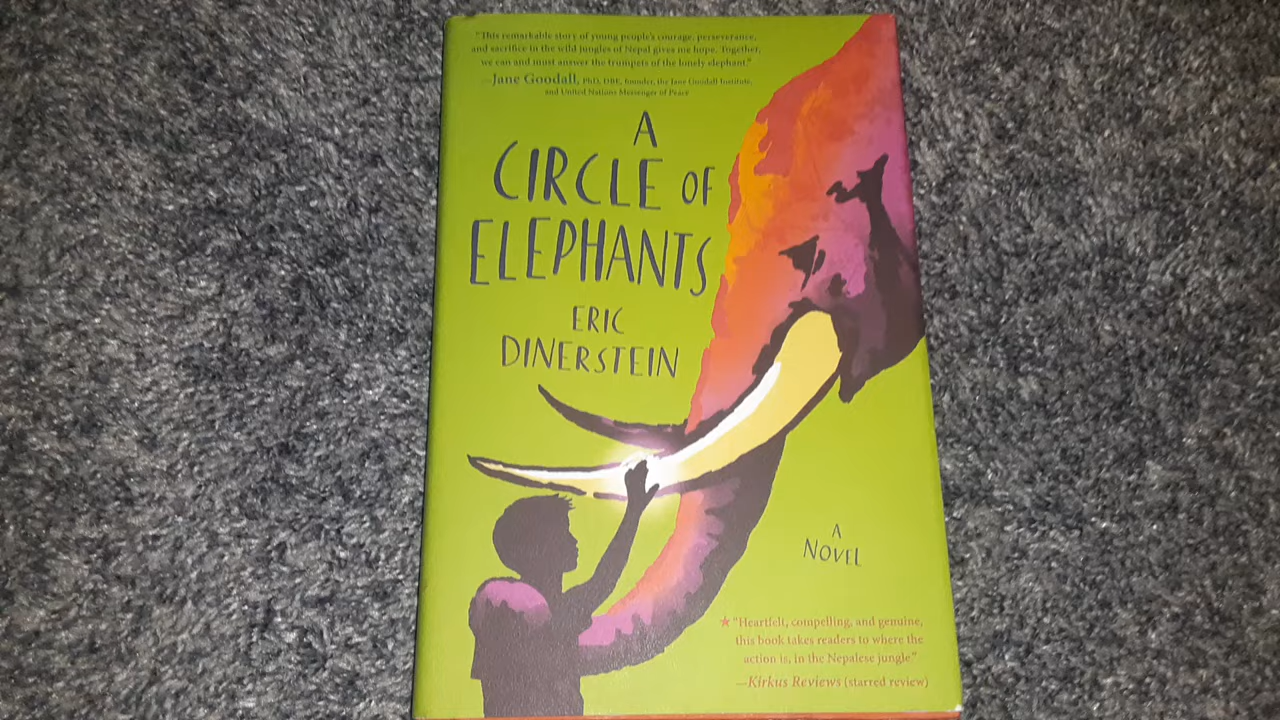 "This remarkable story of young people's courage, perseverance,
and sacrifice in the wild jungles of Nepal gives me hope. Together,
we can and must answer the trumpets of the lonely elephant."
—Jane Goodall, PhD, DBE, founder, the Jane Goodall Institute,
and United Nations Messenger of Peace
A
CIRCLE OF
ELEPHANTS
ERIC
DINERSTEIN
A
NOVEL
★ "Heartfelt, compelling, and genuine,
this book takes readers to where the
action is, in the Nepalese jungle."
—Kirkus Reviews (starred review)